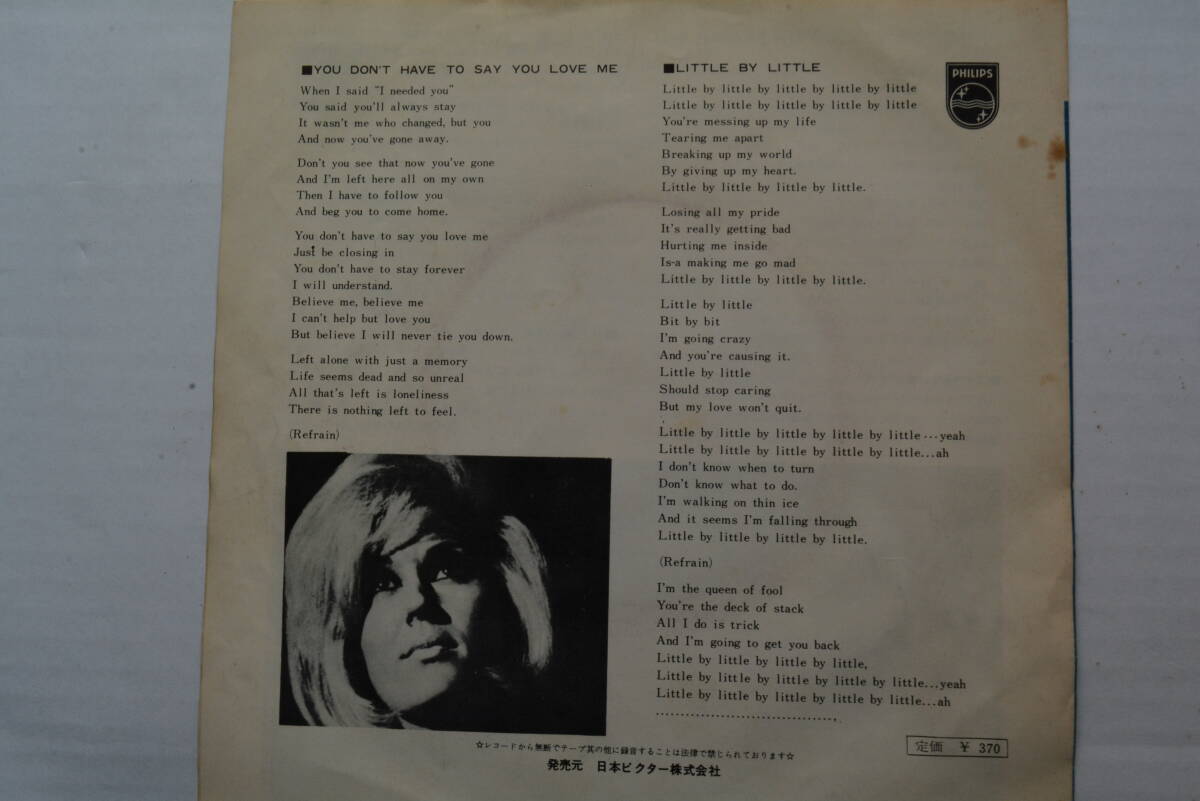 ■YOU DON'T HAVE TO SAY YOU LOVE ME
When I said "I needed you"
You said you'll always stay
It wasn't me who changed, but you
And now you've gone away.
Don't you see that now you've gone
And I'm left here all on my own
Then I have to follow you
And beg you to come home.
You don't have to say you love me
Just be closing in
You don't have to stay forever
I will understand.
Believe me, believe me
I can't help but love you
But believe I will never tie you down.
Left alone with just a memory
Life seems dead and so unreal
All that's left is loneliness
There is nothing left to feel.
(Refrain)
■LITTLE BY LITTLE
Little by little by little by little by little
Little by little by little by little by little
You're messing up my life
Tearing me apart
Breaking up my world
By giving up my heart.
Little by little by little by little.
Losing all my pride
It's really getting bad
Hurting me inside
Is-a making me go mad
Little by little by little by little.
Little by little
Bit by bit
I'm going crazy
And you're causing it.
Little by little
Should stop caring
But my love won't quit.
Little by little by little by little by little...yeah
Little by little by little by little by little...ah
I don't know when to turn
Don't know what to do.
I'm walking on thin ice
And it seems I'm falling through
Little by little by little by little.
(Refrain)
I'm the queen of fool
You're the deck of stack
All I do is trick
And I'm going to get you back
Little by little by little by little,
Little by little by little by little by little...yeah
Little by little by little by little by little...ah
PHILIPS
☆レコードから無断でテープ其の他に録音することは法律で禁じられております☆
発売元 日本ビクター株式会社
定価 ¥ 370